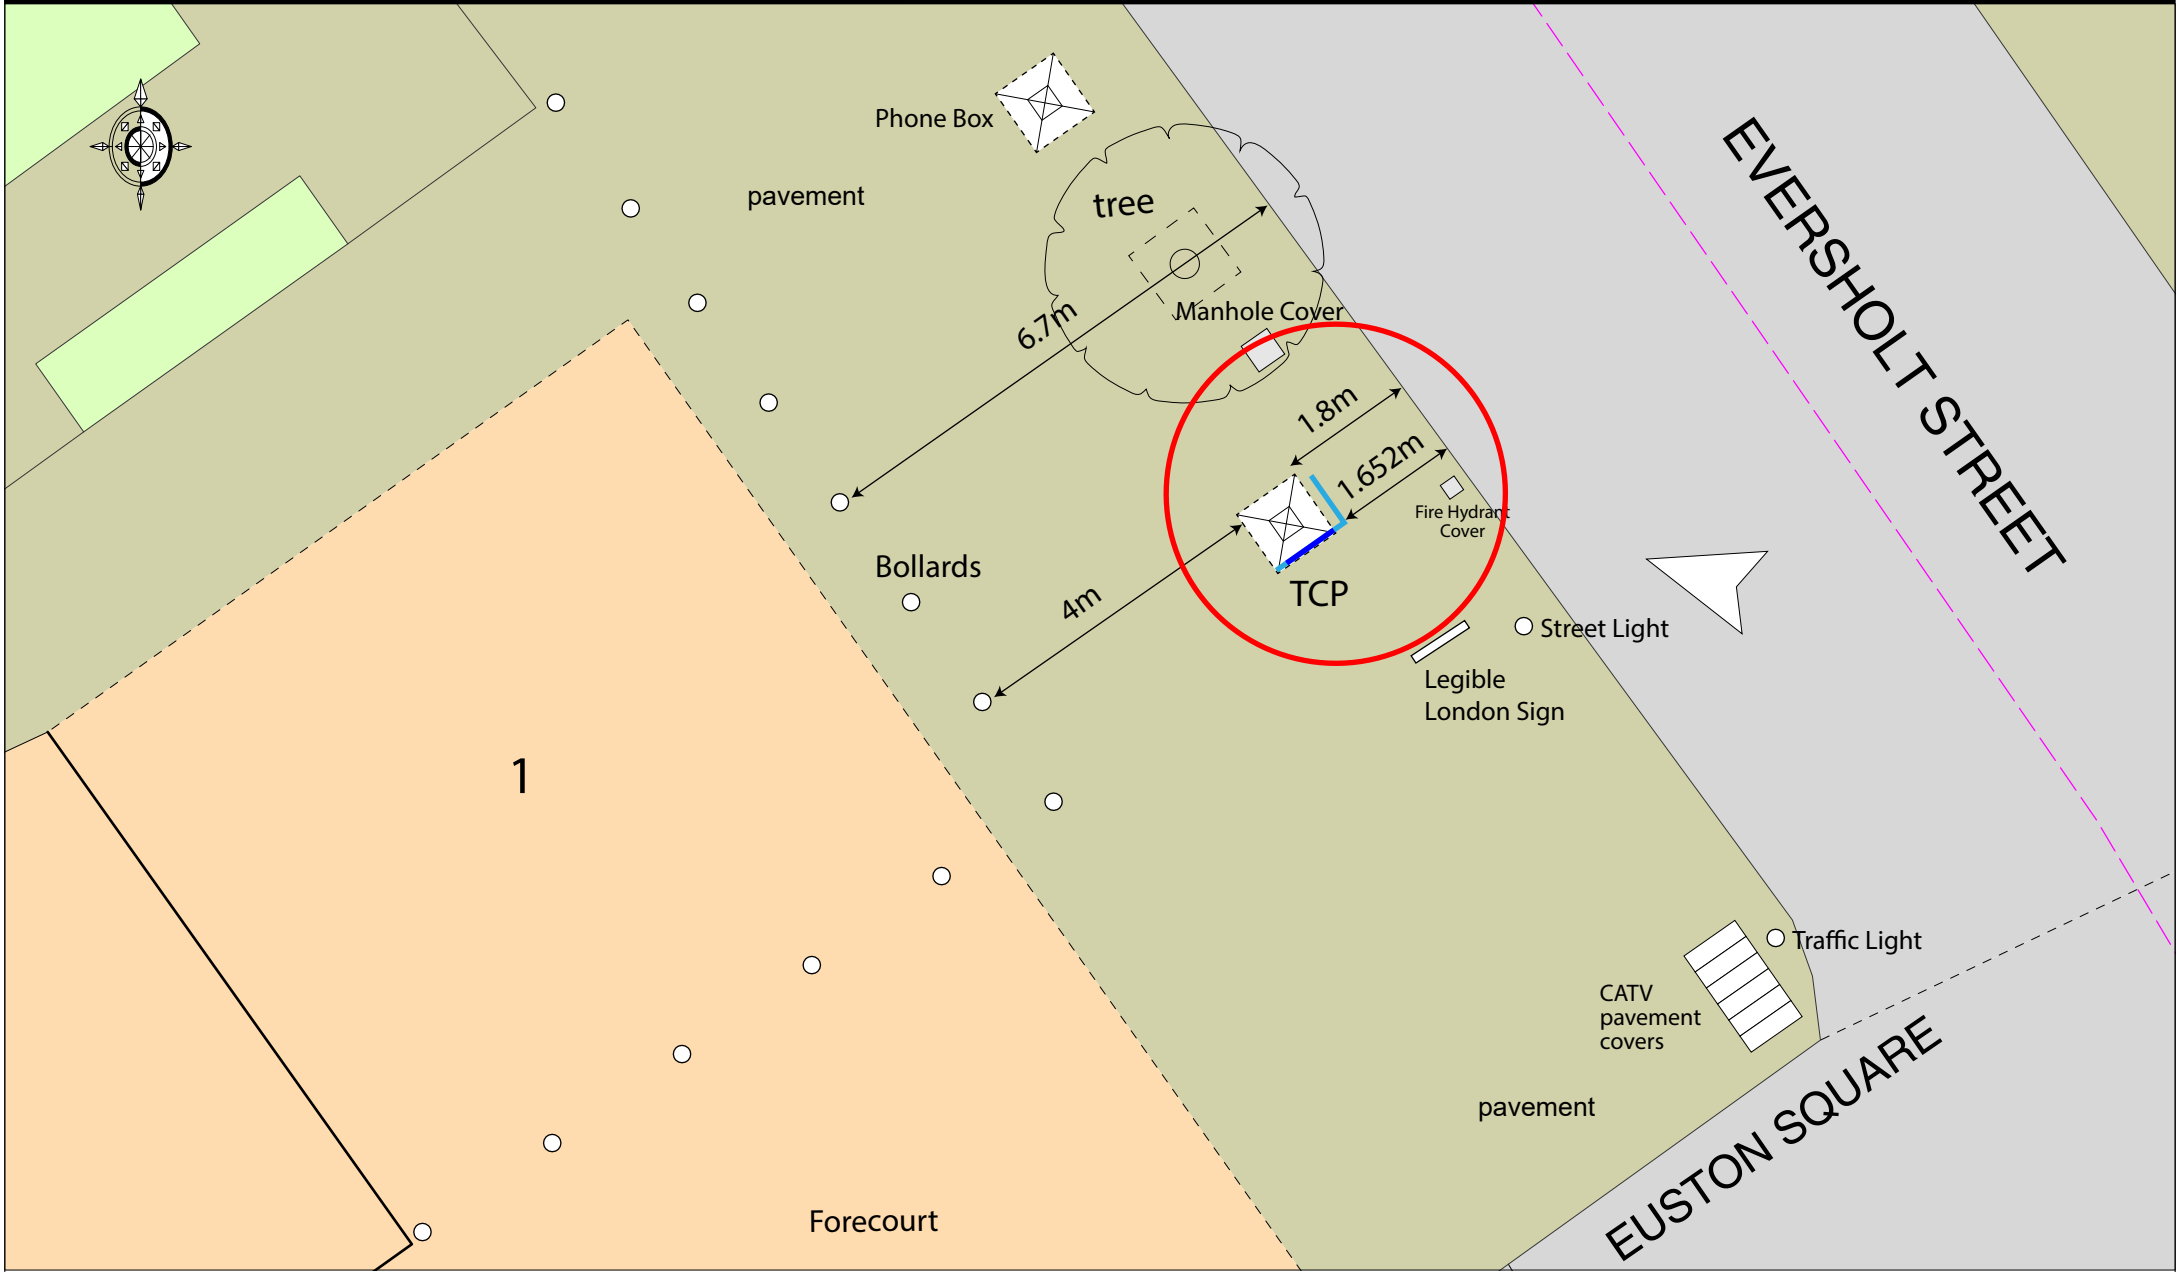 Phone Box
pavement
tree
EVERSHOLT STREET
Manhole Cover
6.7m
1.8m
1.652m
Fire Hydrant
Cover
Bollards
4m
TCP
Street Light
Legible
London Sign
1
Traffic Light
CATV
pavement
covers
pavement
EUSTON SQUARE
Forecourt